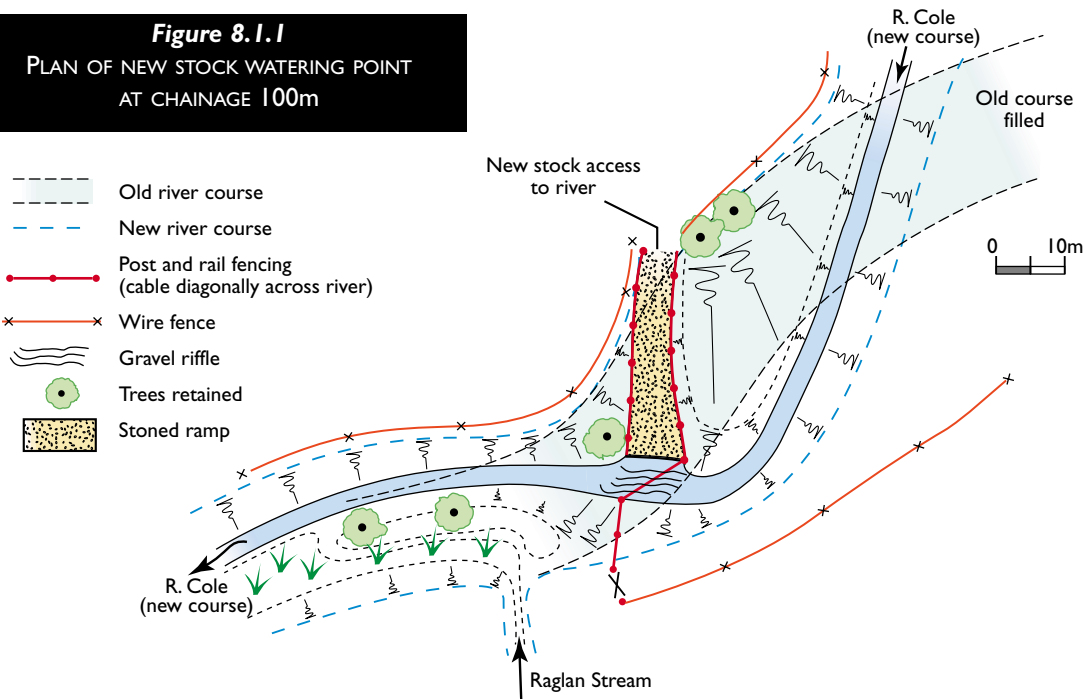 Figure 8.1.1
PLAN OF NEW STOCK WATERING POINT
AT CHAINAGE 100m
Old river course
New river course
Post and rail fencing
(cable diagonally across river)
Wire fence
Gravel riffle
Trees retained
Stoned ramp
New stock access
to river
R. Cole
(new course)
Old course
filled
0 10m
R. Cole
(new course)
Raglan Stream